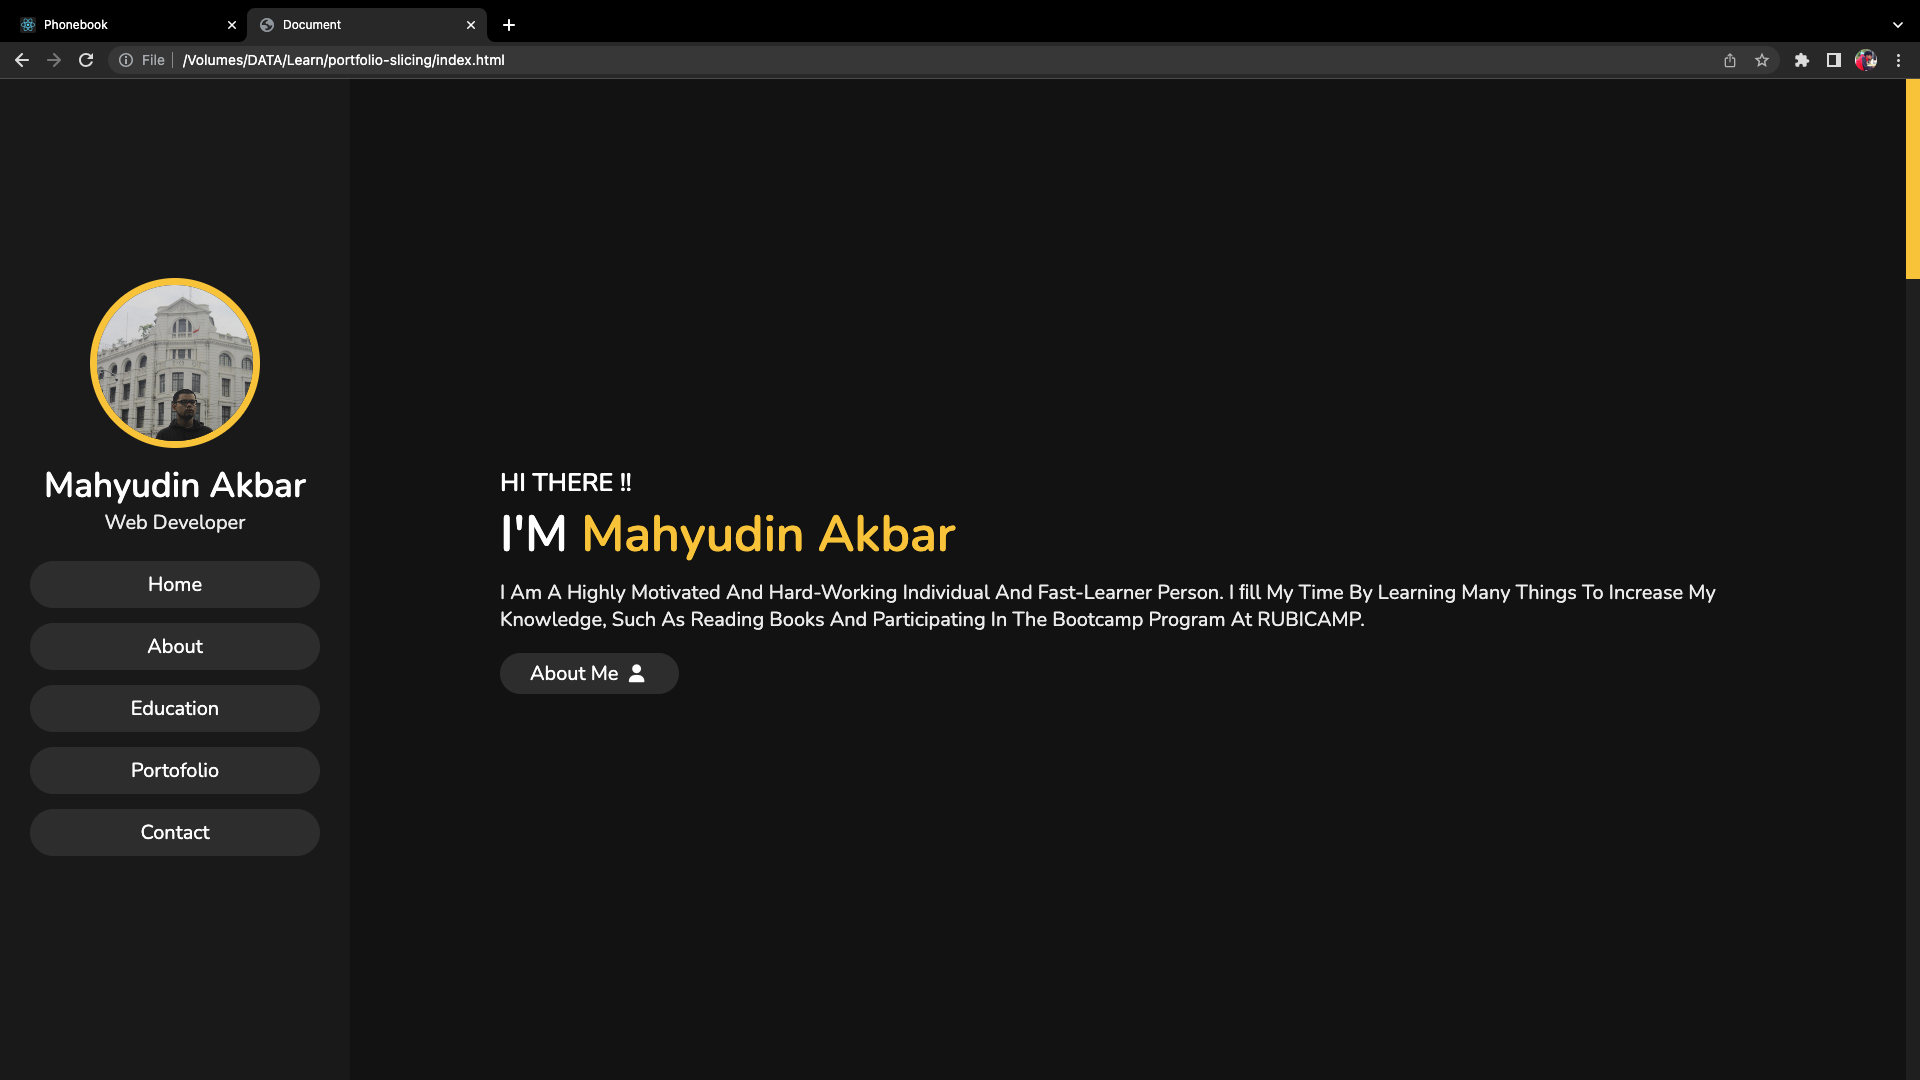 Phonebook
Document
File
/Volumes/DATA/Learn/portfolio-slicing/index.html
Mahyudin Akbar
Web Developer
Home
About
Education
Portofolio
Contact
HI THERE !!
I'M Mahyudin Akbar
I Am A Highly Motivated And Hard-Working Individual And Fast-Learner Person. I fill My Time By Learning Many Things To Increase My
Knowledge, Such As Reading Books And Participating In The Bootcamp Program At RUBICAMP.
About Me